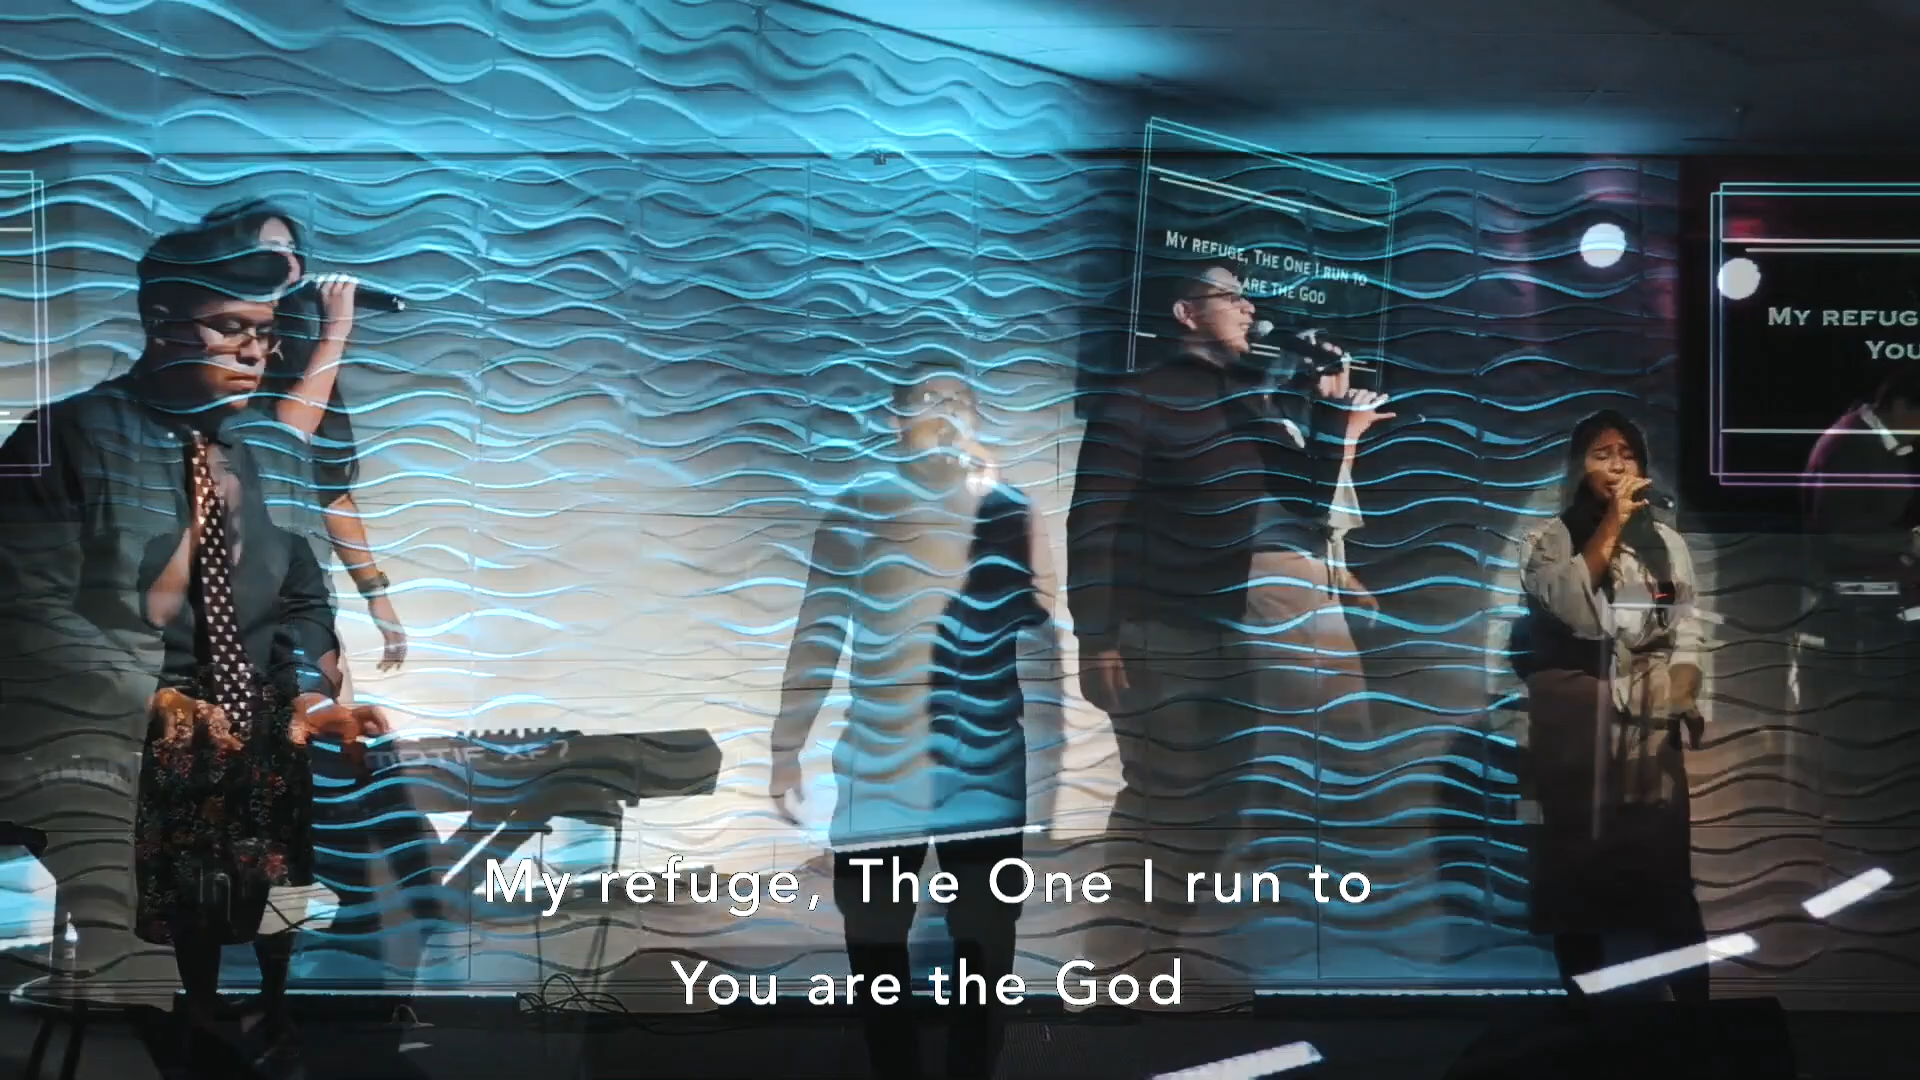 My refuge, The One I run to
are the God
My refug
You
MOTIF XF7
My refuge, The One I run to
You are the God